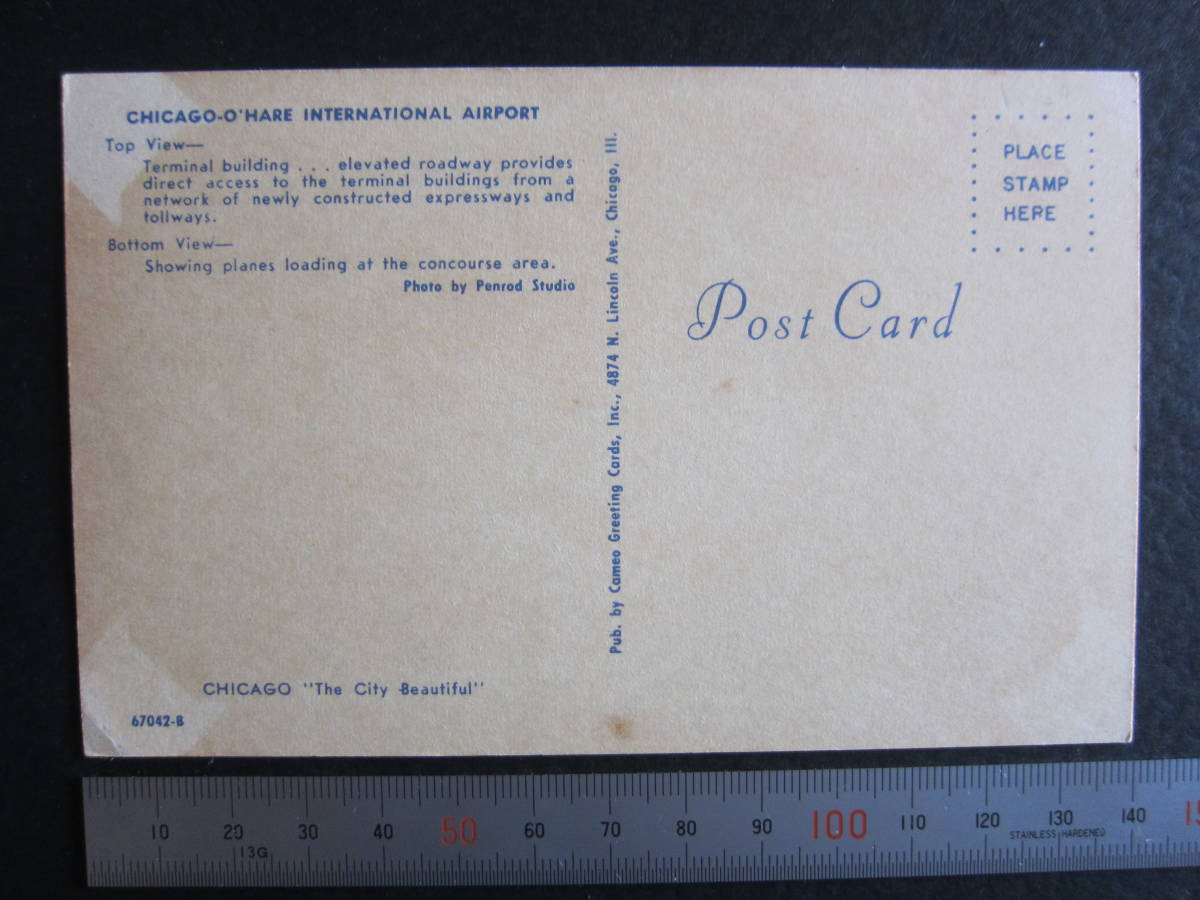 CHICAGO-O'HARE INTERNATIONAL AIRPORT
Top View—
Terminal building . . . elevated roadway provides
direct access to the terminal buildings from a
network of newly constructed expressways and
tollways.
Bottom View—
Showing planes loading at the concourse area.
Photo by Penrod Studio
CHICAGO "The City Beautiful"
67042-B
Pub. by Cameo Greeting Cards, Inc., 4874 N. Lincoln Ave., Chicago, Ill.
PLACE
STAMP
HERE
Post Card
10 20 30 40 50 60 70 80 90 100 110 120 130 140 15
STAINLESS HARDENED
13G